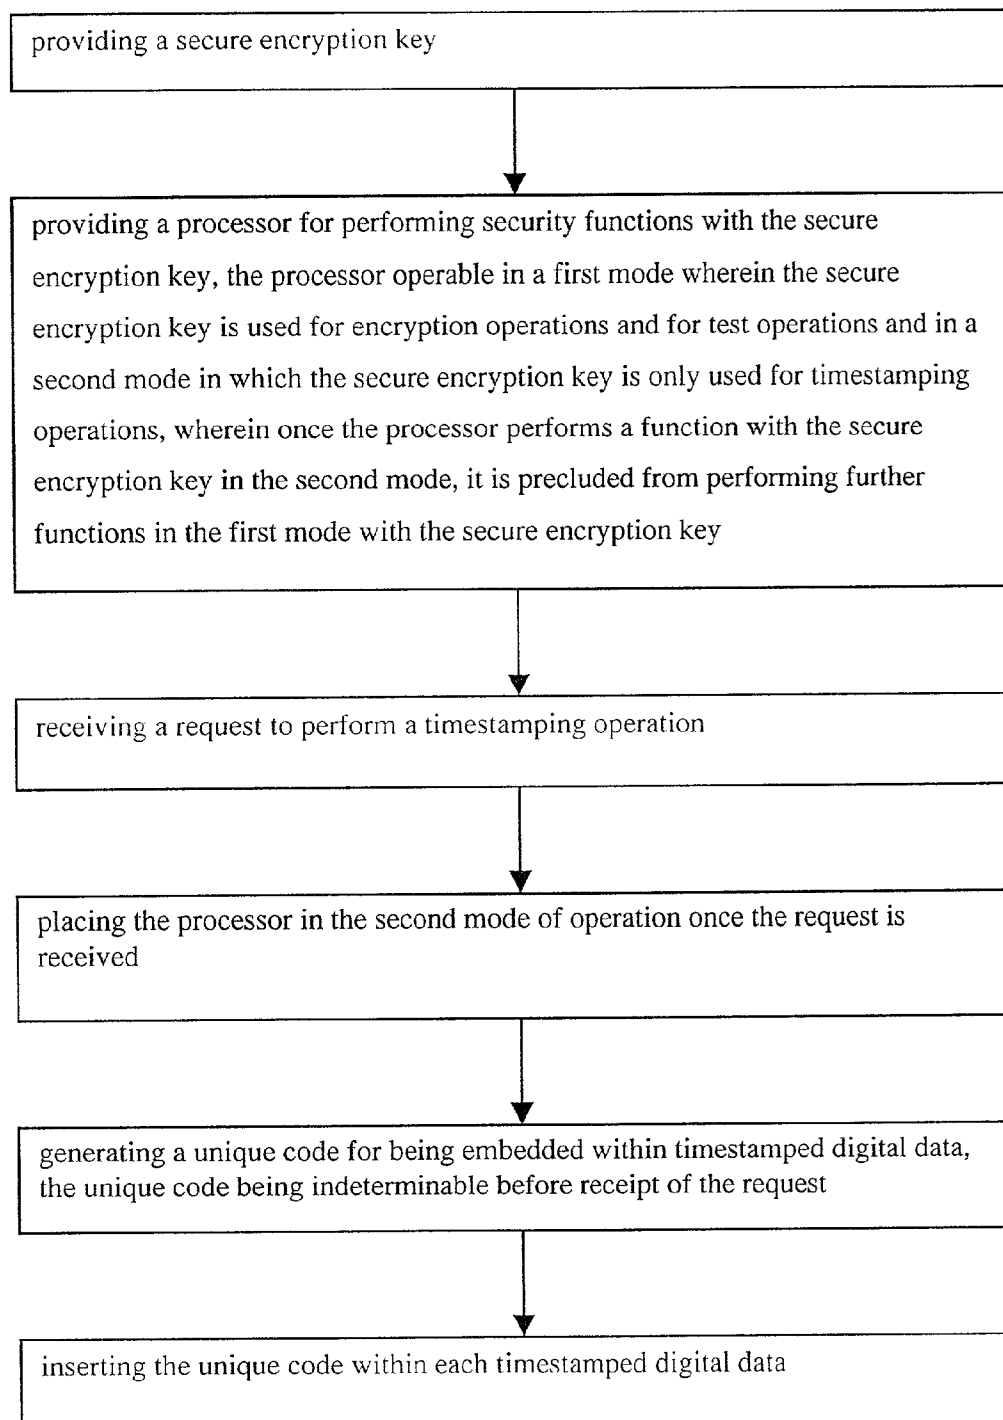 providing a secure encryption key
providing a processor for performing security functions with the secure
encryption key, the processor operable in a first mode wherein the secure
encryption key is used for encryption operations and for test operations and in a
second mode in which the secure encryption key is only used for timestamping
operations, wherein once the processor performs a function with the secure
encryption key in the second mode, it is precluded from performing further
functions in the first mode with the secure encryption key
receiving a request to perform a timestamping operation
placing the processor in the second mode of operation once the request is
received
generating a unique code for being embedded within timestamped digital data,
the unique code being indeterminable before receipt of the request
inserting the unique code within each timestamped digital data